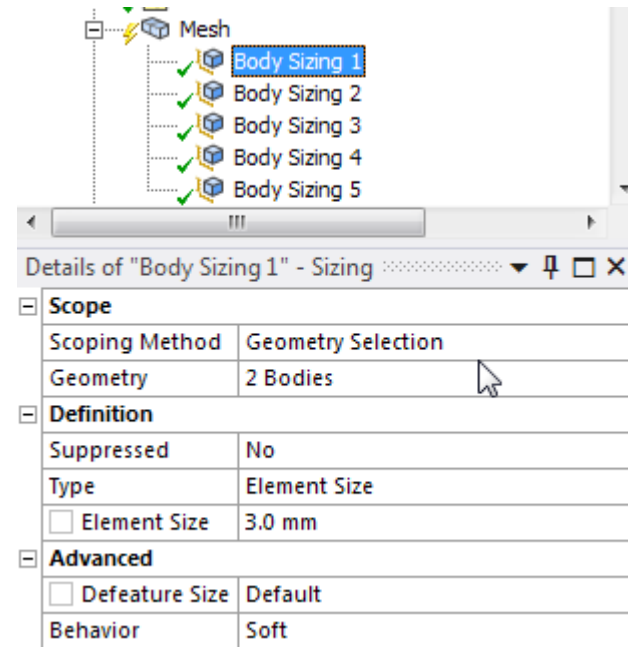 Mesh
Body Sizing 1
Body Sizing 2
Body Sizing 3
Body Sizing 4
Body Sizing 5
Details of "Body Sizing 1" - Sizing
Scope
Scoping Method Geometry Selection
Geometry 2 Bodies
Definition
Suppressed No
Type Element Size
Element Size 3.0 mm
Advanced
Defeature Size Default
Behavior Soft